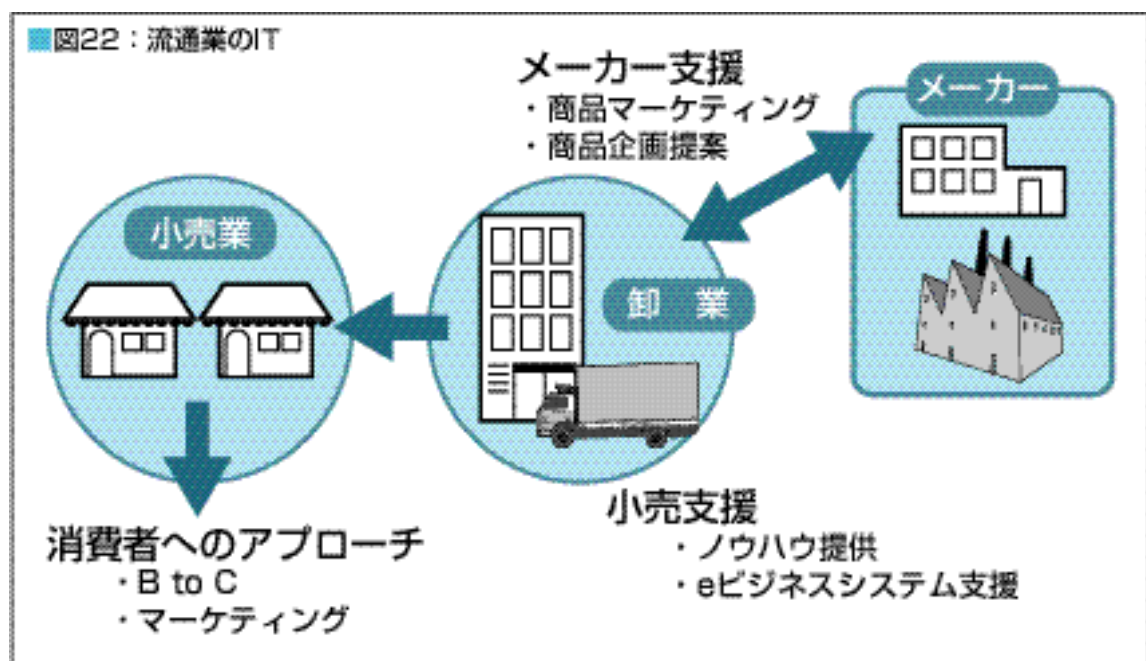 ■図22：流通業のIT
メーカー支援
・商品マーケティング
・商品企画提案
メーカー
小売業
卸　業
小売支援
・ノウハウ提供
・eビジネスシステム支援
消費者へのアプローチ
・B to C
・マーケティング